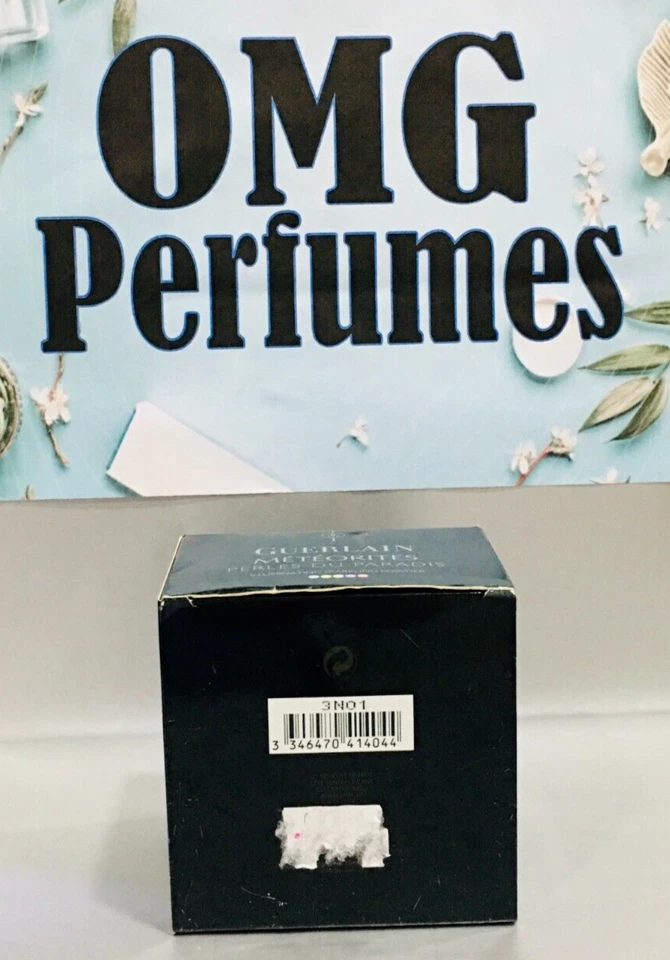 OMG
Perfumes
GUERLAIN
MÉTÉORITES
PERLES DU PARADIS
3N01
3 346470 414044